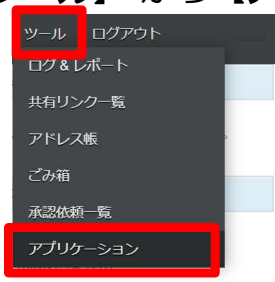 ツール ログアウト
ログ & レポート
共有リンク一覧
アドレス帳
ごみ箱
承認依頼一覧
アプリケーション